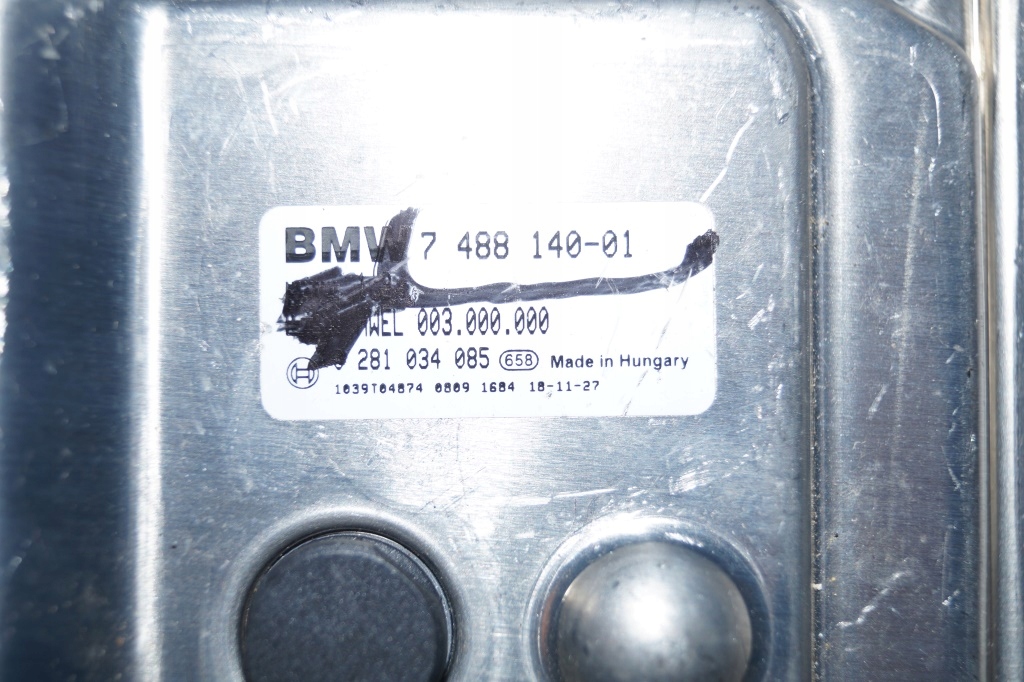 BMW 7 488 140-01
003.000.000
281 034 085 658 Made in Hungary
1039T04874 0809 1684 18-11-27